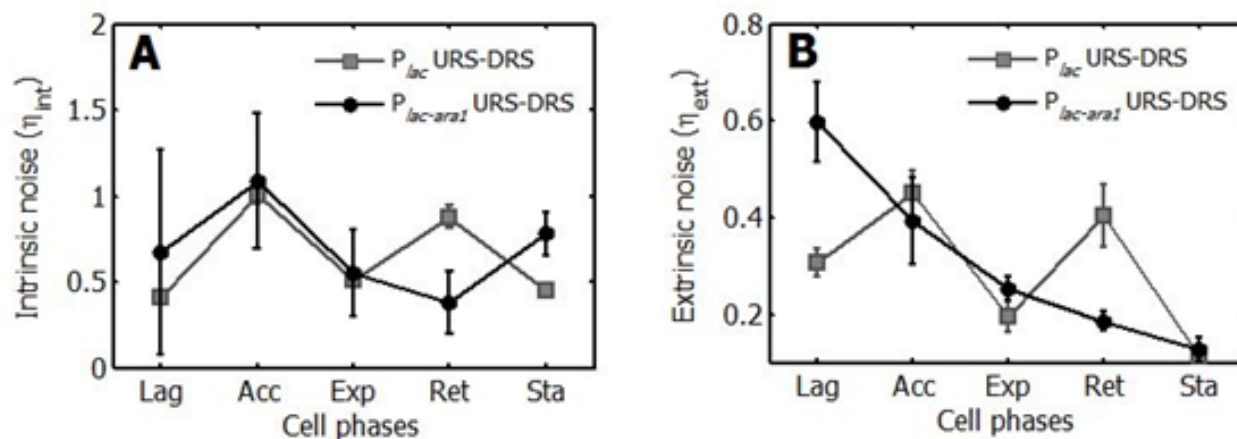 A
P_lac URS-DRS
P_lac-ara1 URS-DRS
Intrinsic noise (η_int)
2
1.5
1
0.5
0
Lag Acc Exp Ret Sta
Cell phases
B
P_lac URS-DRS
P_lac-ara1 URS-DRS
Extrinsic noise (η_ext)
0.8
0.6
0.4
0.2
Lag Acc Exp Ret Sta
Cell phases